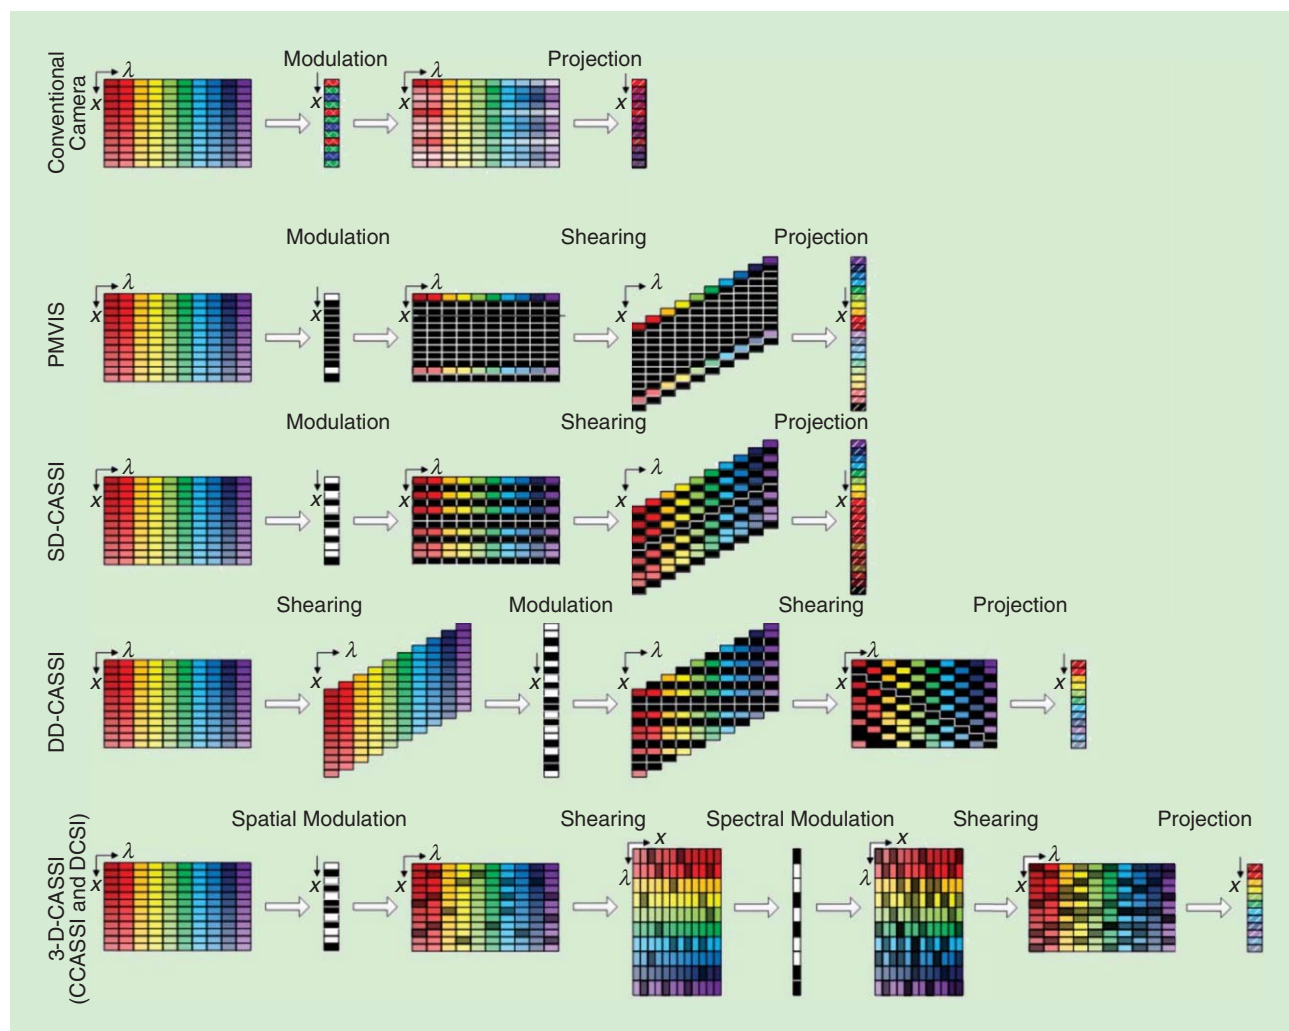 Conventional
Camera
λ
x
Modulation
x
λ
x
Projection
x
PMVIS
λ
x
Modulation
x
λ
x
Shearing
λ
x
Projection
x
SD-CASSI
λ
x
Modulation
x
λ
x
Shearing
λ
x
Projection
x
DD-CASSI
λ
x
Shearing
λ
x
Modulation
x
λ
x
Shearing
λ
x
Projection
x
3-D-CASSI
(CCASSI and DCSI)
λ
x
Spatial Modulation
x
λ
x
Shearing
x
λ
Spectral Modulation
x
λ
Shearing
λ
x
Projection
x